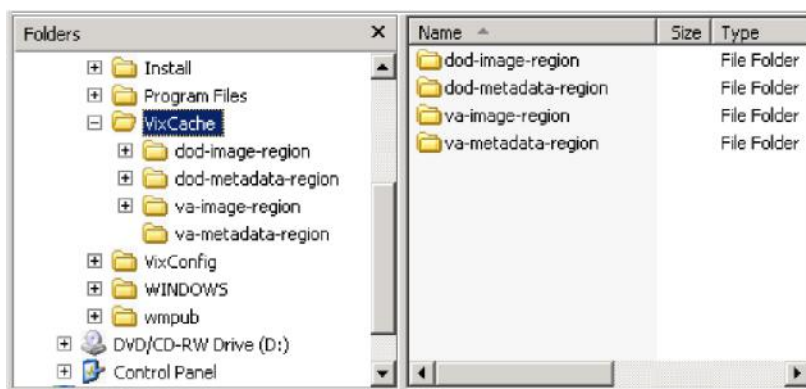 Folders
Install
Program Files
VixCache
dod-image-region
dod-metadata-region
va-image-region
va-metadata-region
VixConfig
WINDOWS
wmpub
DVD/CD-RW Drive (D:)
Control Panel
Name Size Type
dod-image-region File Folder
dod-metadata-region File Folder
va-image-region File Folder
va-metadata-region File Folder